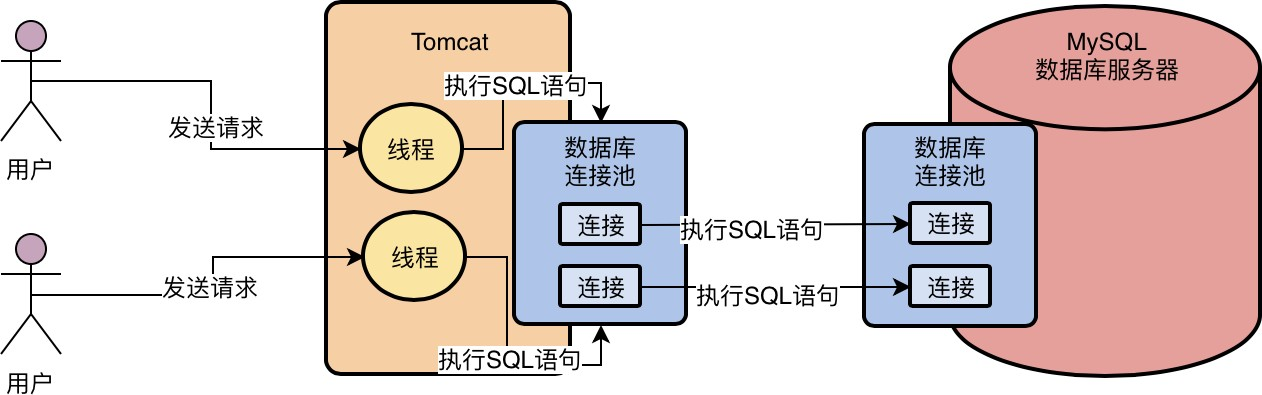 用户
发送请求
用户
发送请求
Tomcat
线程
线程
执行SQL语句
执行SQL语句
数据库
连接池
连接
连接
执行SQL语句
执行SQL语句
数据库
连接池
连接
连接
MySQL
数据库服务器